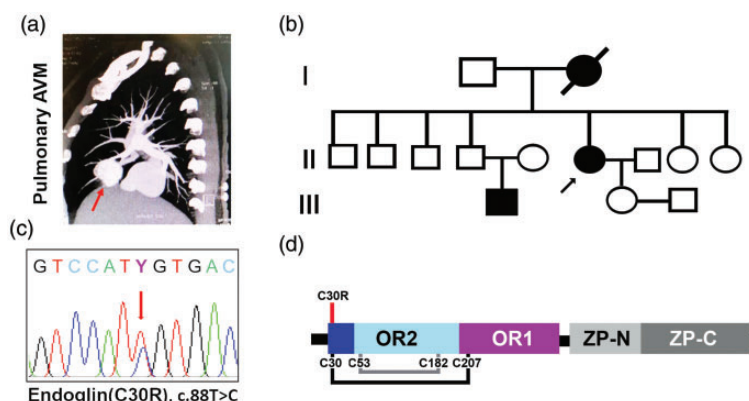 (a)
Pulmonary AVM
(b)
I
II
III
(c)
GTCCATYGTGAC
Endoglin(C30R), c.88T>C
(d)
C30R
OR2 OR1 ZP-N ZP-C
C30 C53 C182 C207